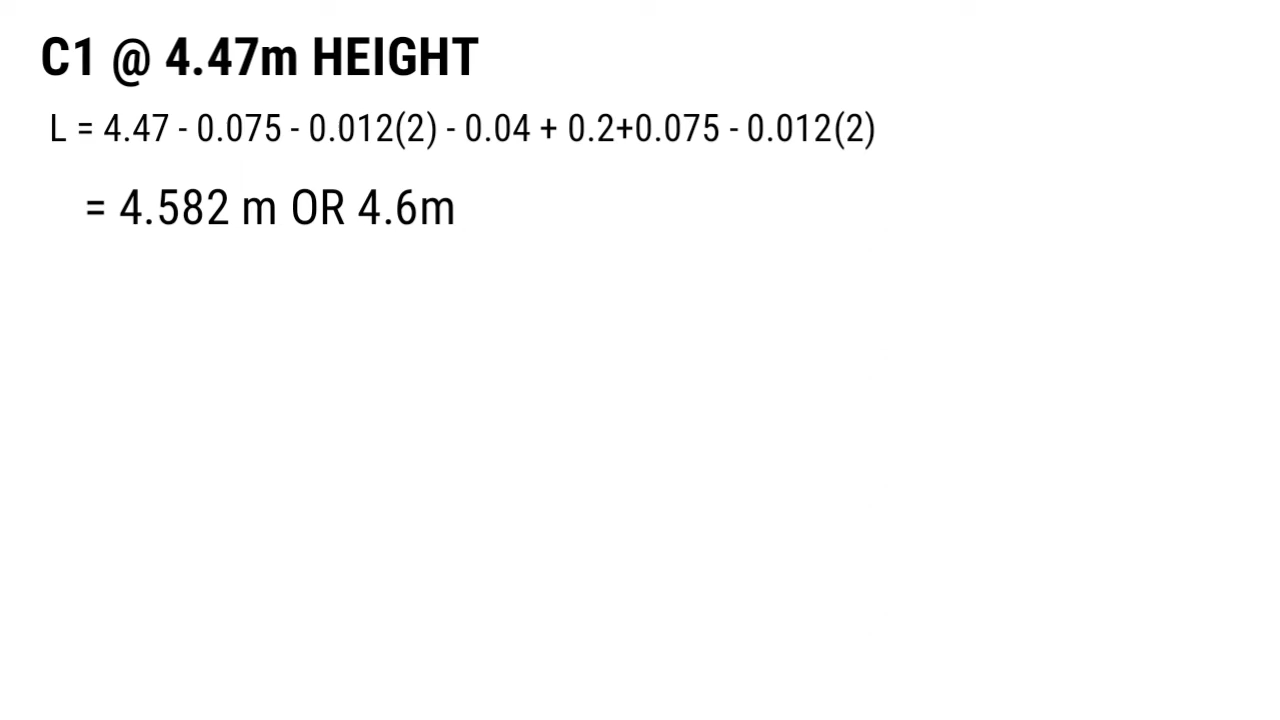 C1 @ 4.47m HEIGHT
L = 4.47 - 0.075 - 0.012(2) - 0.04 + 0.2+0.075 - 0.012(2)
= 4.582 m OR 4.6m